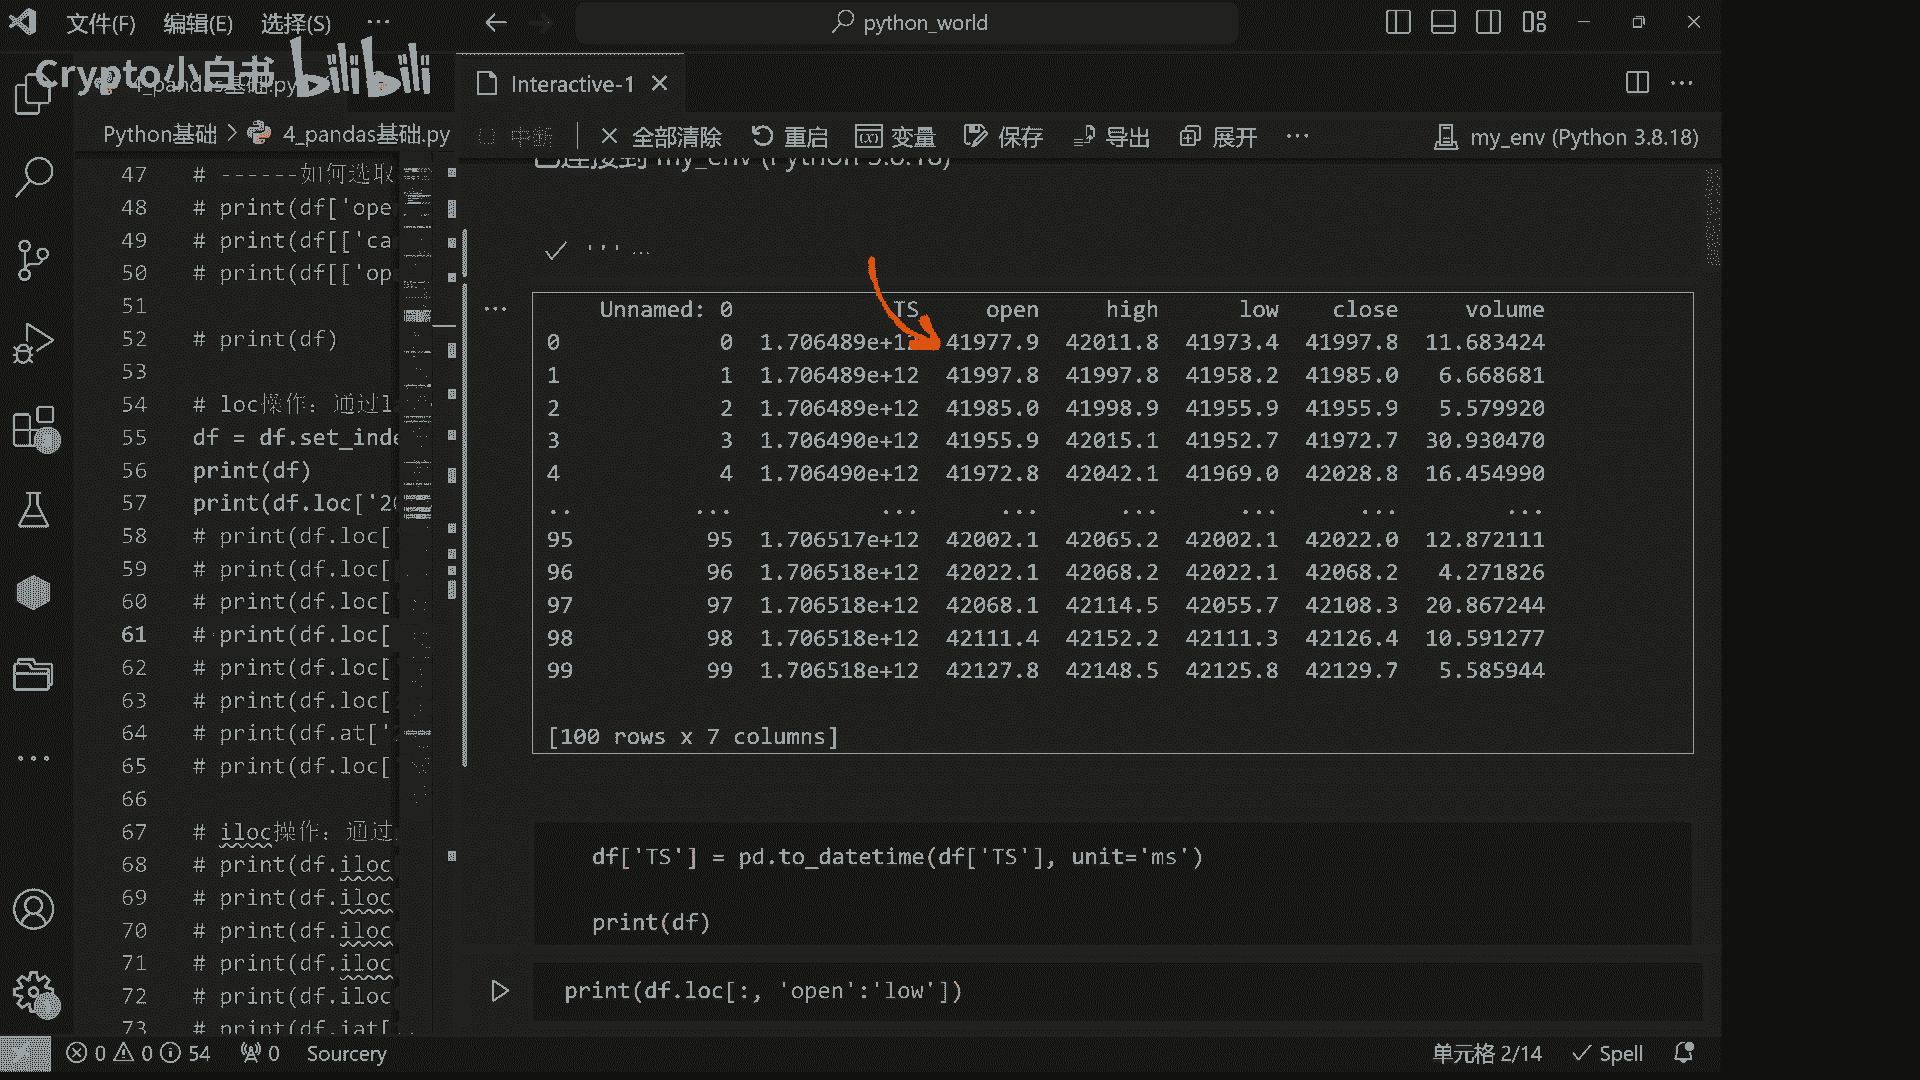 文件(F) 编辑(E) 选择(S) ··· python_world
Crypto小白书 bilibili
4_pandas基础.py Interactive-1
Python基础 > 4_pandas基础.py 中断 全部清除 重启 变量 保存 导出 展开 ··· my_env (Python 3.8.18)
已连接到 my_env (Python 3.8.18)
47 # ------如何选取
48 # print(df['ope
49 # print(df[['ca
50 # print(df[['op
51
52 # print(df)
53
54 # loc操作：通过l
55 df = df.set_inde
56 print(df)
57 print(df.loc['20
58 # print(df.loc[
59 # print(df.loc[
60 # print(df.loc[
61 # print(df.loc[
62 # print(df.loc[
63 # print(df.loc[
64 # print(df.at['
65 # print(df.loc[
66
67 # iloc操作：通过
68 # print(df.iloc
69 # print(df.iloc
70 # print(df.iloc
71 # print(df.iloc
72 # print(df.iloc
73 # print(df.iat[
''' ...
Unnamed: 0 TS open high low close volume
0 0 1.706489e+12 41977.9 42011.8 41973.4 41997.8 11.683424
1 1 1.706489e+12 41997.8 41997.8 41958.2 41985.0 6.668681
2 2 1.706489e+12 41985.0 41998.9 41955.9 41955.9 5.579920
3 3 1.706490e+12 41955.9 42015.1 41952.7 41972.7 30.930470
4 4 1.706490e+12 41972.8 42042.1 41969.0 42028.8 16.454990
.. ... ... ... ... ... ... ...
95 95 1.706517e+12 42002.1 42065.2 42002.1 42022.0 12.872111
96 96 1.706518e+12 42022.1 42068.2 42022.1 42068.2 4.271826
97 97 1.706518e+12 42068.1 42114.5 42055.7 42108.3 20.867244
98 98 1.706518e+12 42111.4 42152.2 42111.3 42126.4 10.591277
99 99 1.706518e+12 42127.8 42148.5 42125.8 42129.7 5.585944
[100 rows x 7 columns]
df['TS'] = pd.to_datetime(df['TS'], unit='ms')
print(df)
print(df.loc[:, 'open':'low'])
0 0 54 0 Sourcery 单元格 2/14 Spell